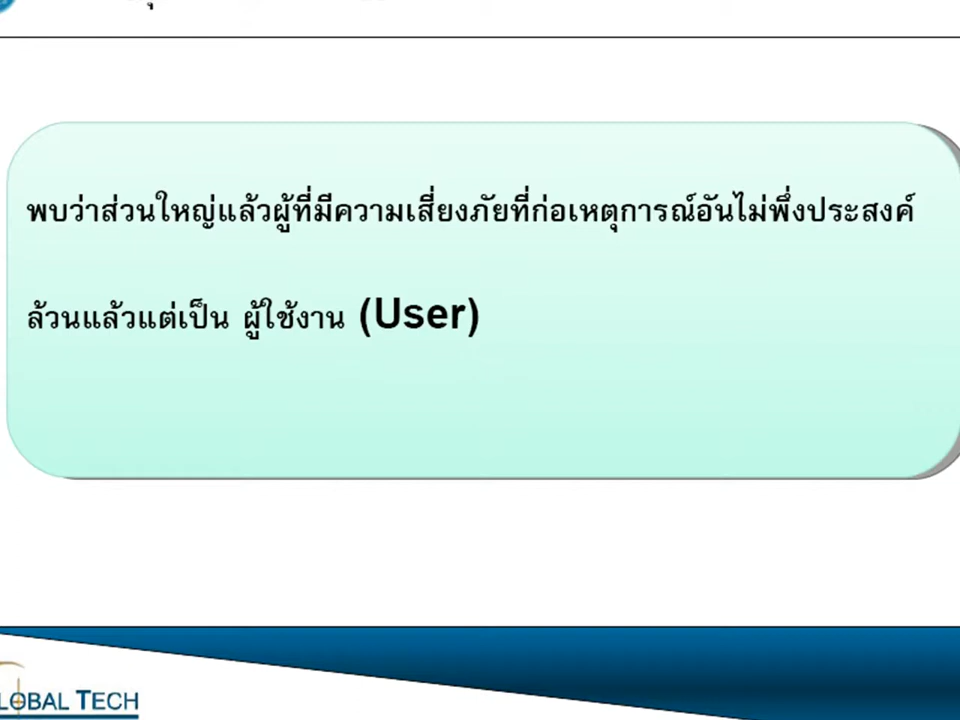 พบว่าส่วนใหญ่แล้วผู้ที่มีความเสี่ยงภัยที่ก่อเหตุการณ์อันไม่พึ่งประสงค์
ล้วนแล้วแต่เป็น ผู้ใช้งาน (User)
LOBAL TECH